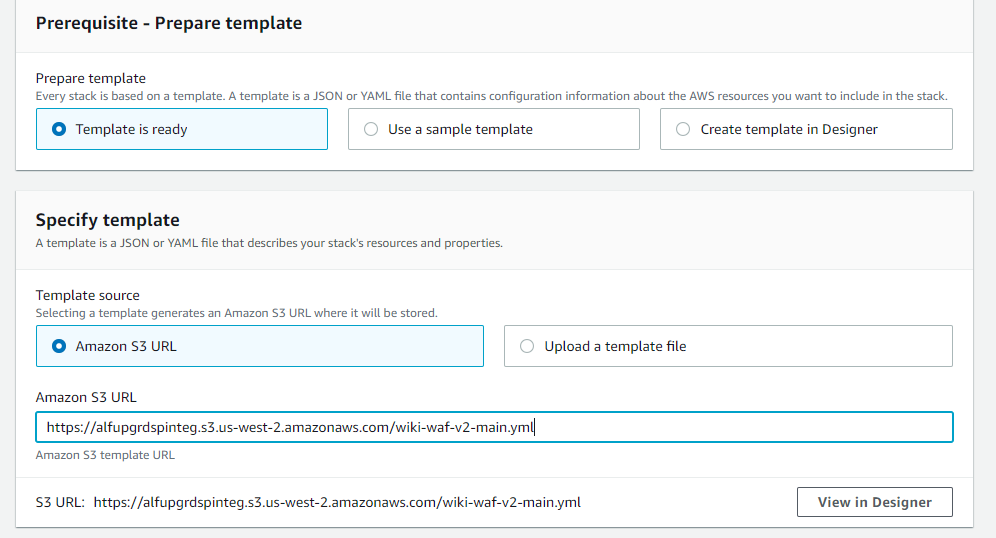 Prerequisite - Prepare template
Prepare template
Every stack is based on a template. A template is a JSON or YAML file that contains configuration information about the AWS resources you want to include in the stack.
Template is ready
Use a sample template
Create template in Designer
Specify template
A template is a JSON or YAML file that describes your stack's resources and properties.
Template source
Selecting a template generates an Amazon S3 URL where it will be stored.
Amazon S3 URL
Upload a template file
Amazon S3 URL
https://alfupgrdspinteg.s3.us-west-2.amazonaws.com/wiki-waf-v2-main.yml
Amazon S3 template URL
S3 URL: https://alfupgrdspinteg.s3.us-west-2.amazonaws.com/wiki-waf-v2-main.yml
View in Designer